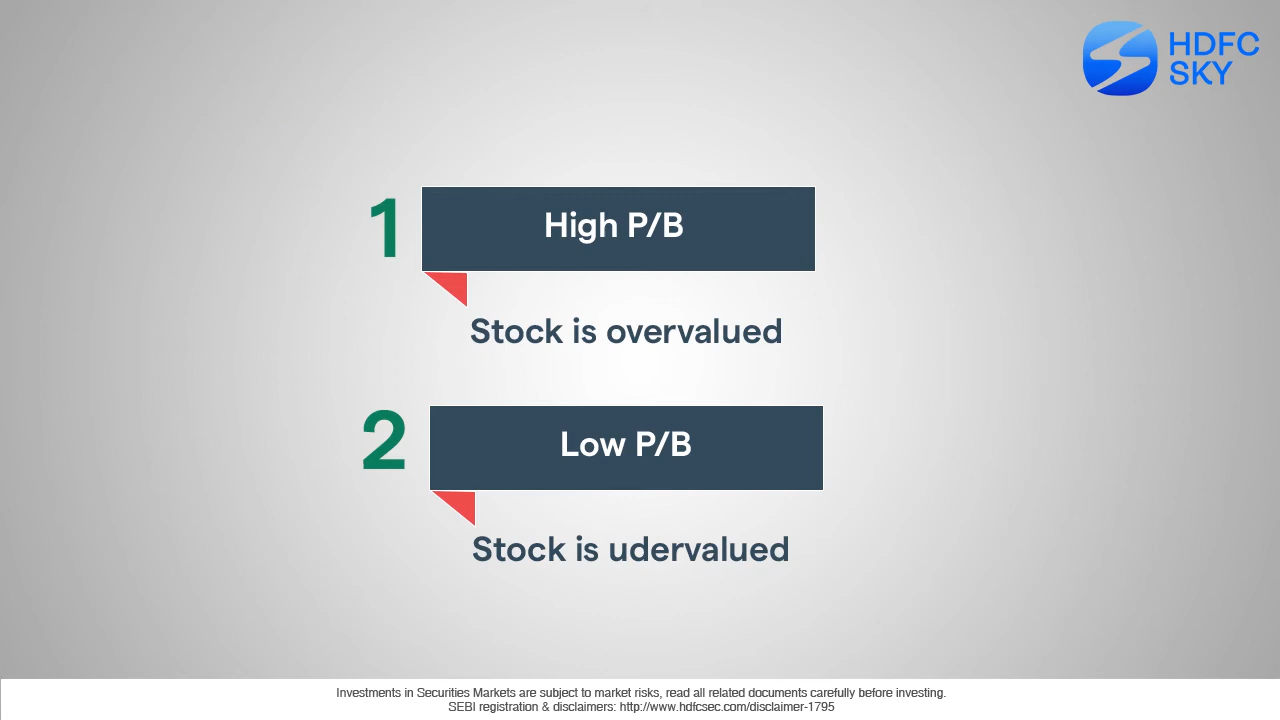 HDFC
SKY
1
High P/B
Stock is overvalued
2
Low P/B
Stock is udervalued
Investments in Securities Markets are subject to market risks, read all related documents carefully before investing.
SEBI registration & disclaimers: http://www.hdfcsec.com/disclaimer-1795